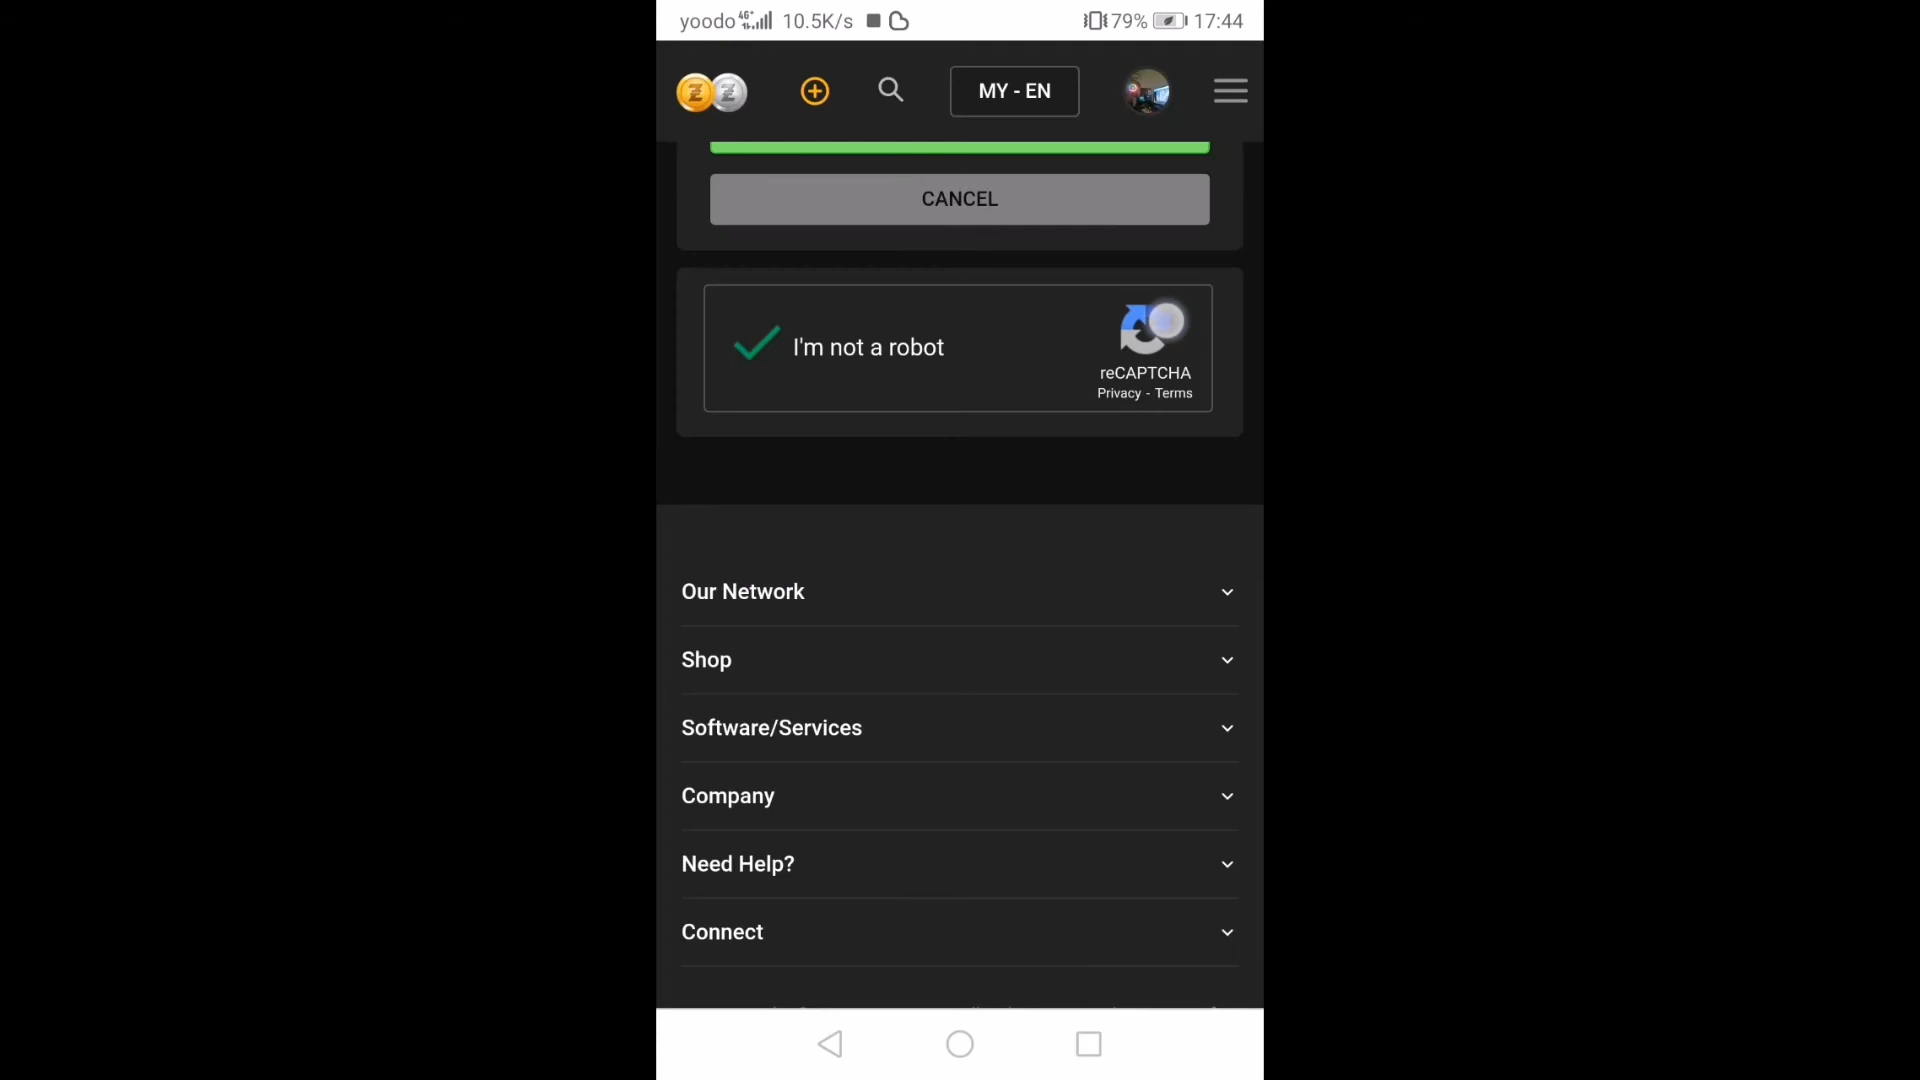 yoodo 4G+ 10.5K/s 79% 17:44
MY - EN
CANCEL
I'm not a robot
reCAPTCHA
Privacy - Terms
Our Network
Shop
Software/Services
Company
Need Help?
Connect